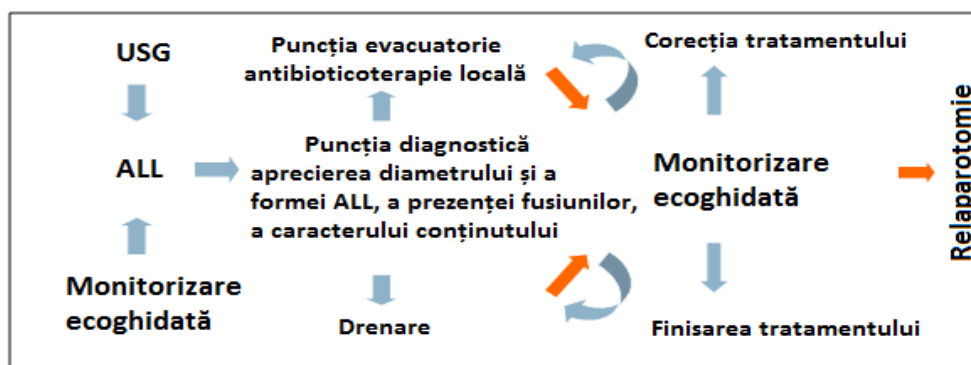 USG
ALL
Monitorizare
ecoghidată
Puncția evacuatorie
antibioticoterapie locală
Puncția diagnostică
aprecierea diametrului și a
formei ALL, a prezenței fusiunilor,
a caracterului conținutului
Drenare
Corecția tratamentului
Monitorizare
ecoghidată
Finisarea tratamentului
Relaparotomie